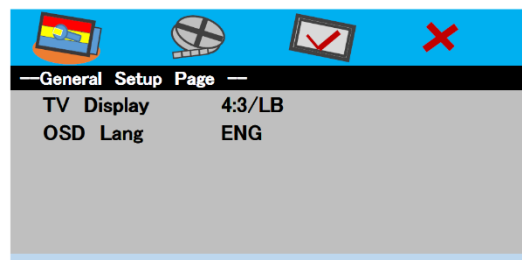 --General Setup Page —
TV Display 4:3/LB
OSD Lang ENG